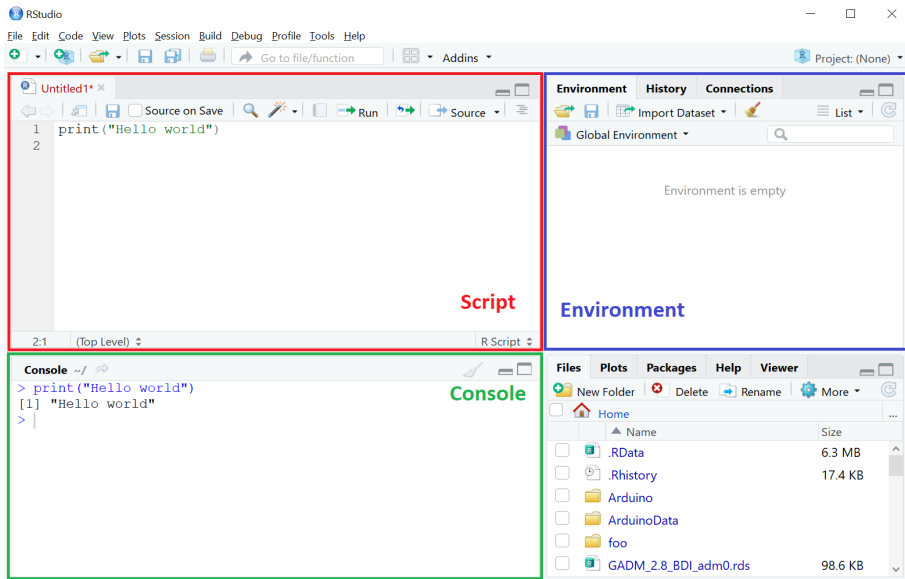 RStudio
File Edit Code View Plots Session Build Debug Profile Tools Help
Go to file/function Addins Project: (None)
Untitled1*
Source on Save Run Source
1 print("Hello world")
2
Script
2:1 (Top Level) R Script
Console ~/
> print("Hello world")
[1] "Hello world"
>
Console
Environment History Connections
Import Dataset List
Global Environment
Environment is empty
Environment
Files Plots Packages Help Viewer
New Folder Delete Rename More
Home ...
Name Size
.RData 6.3 MB
.Rhistory 17.4 KB
Arduino
ArduinoData
foo
GADM_2.8_BDI_adm0.rds 98.6 KB